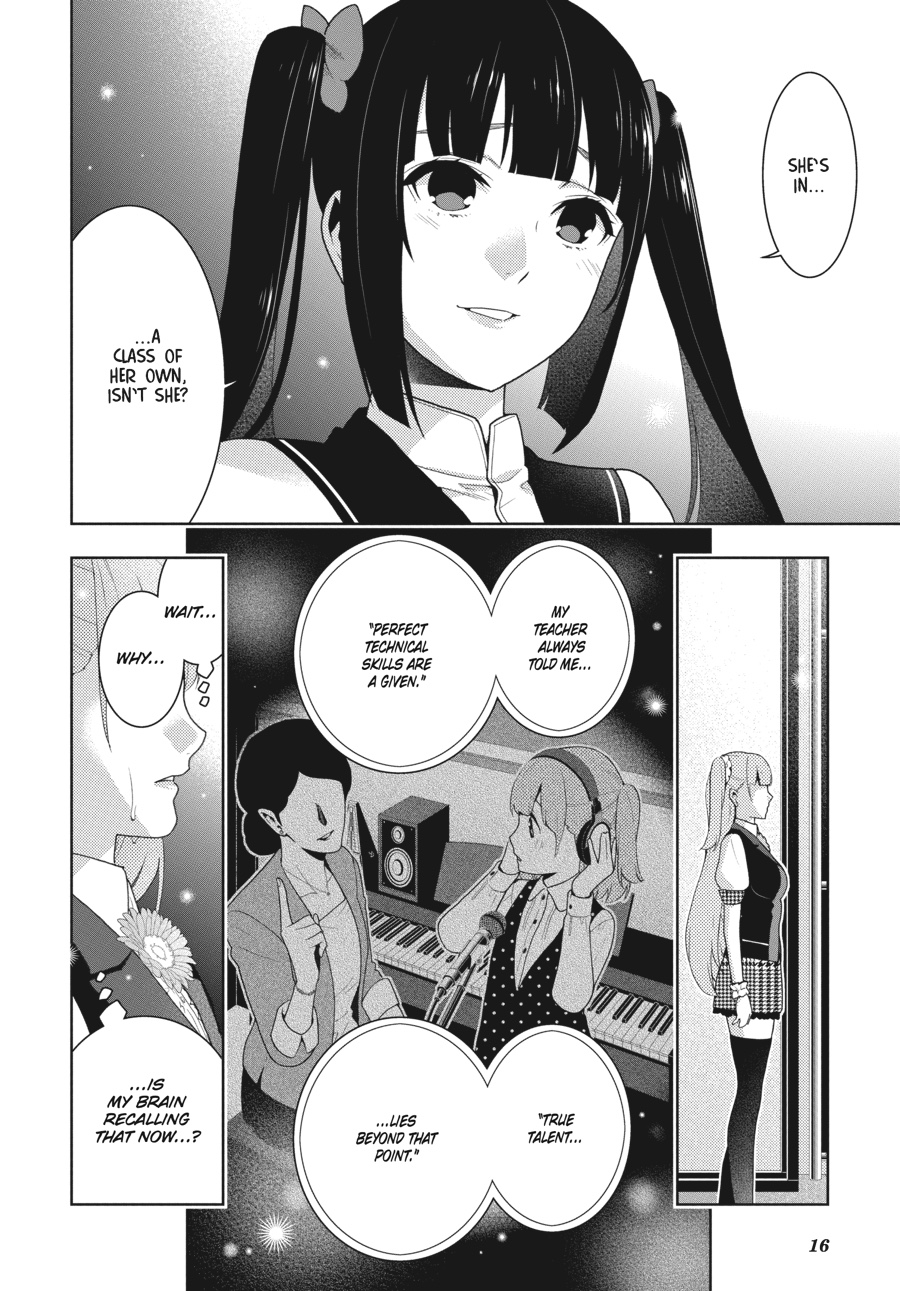 SHE'S
IN...
...A
CLASS OF
HER OWN,
ISN'T SHE?
MY
TEACHER
ALWAYS
TOLD ME...
"PERFECT
TECHNICAL
SKILLS ARE
A GIVEN."
"TRUE
TALENT...
...LIES
BEYOND THAT
POINT."
WAIT...
WHY...
...IS
MY BRAIN
RECALLING
THAT NOW...?
16